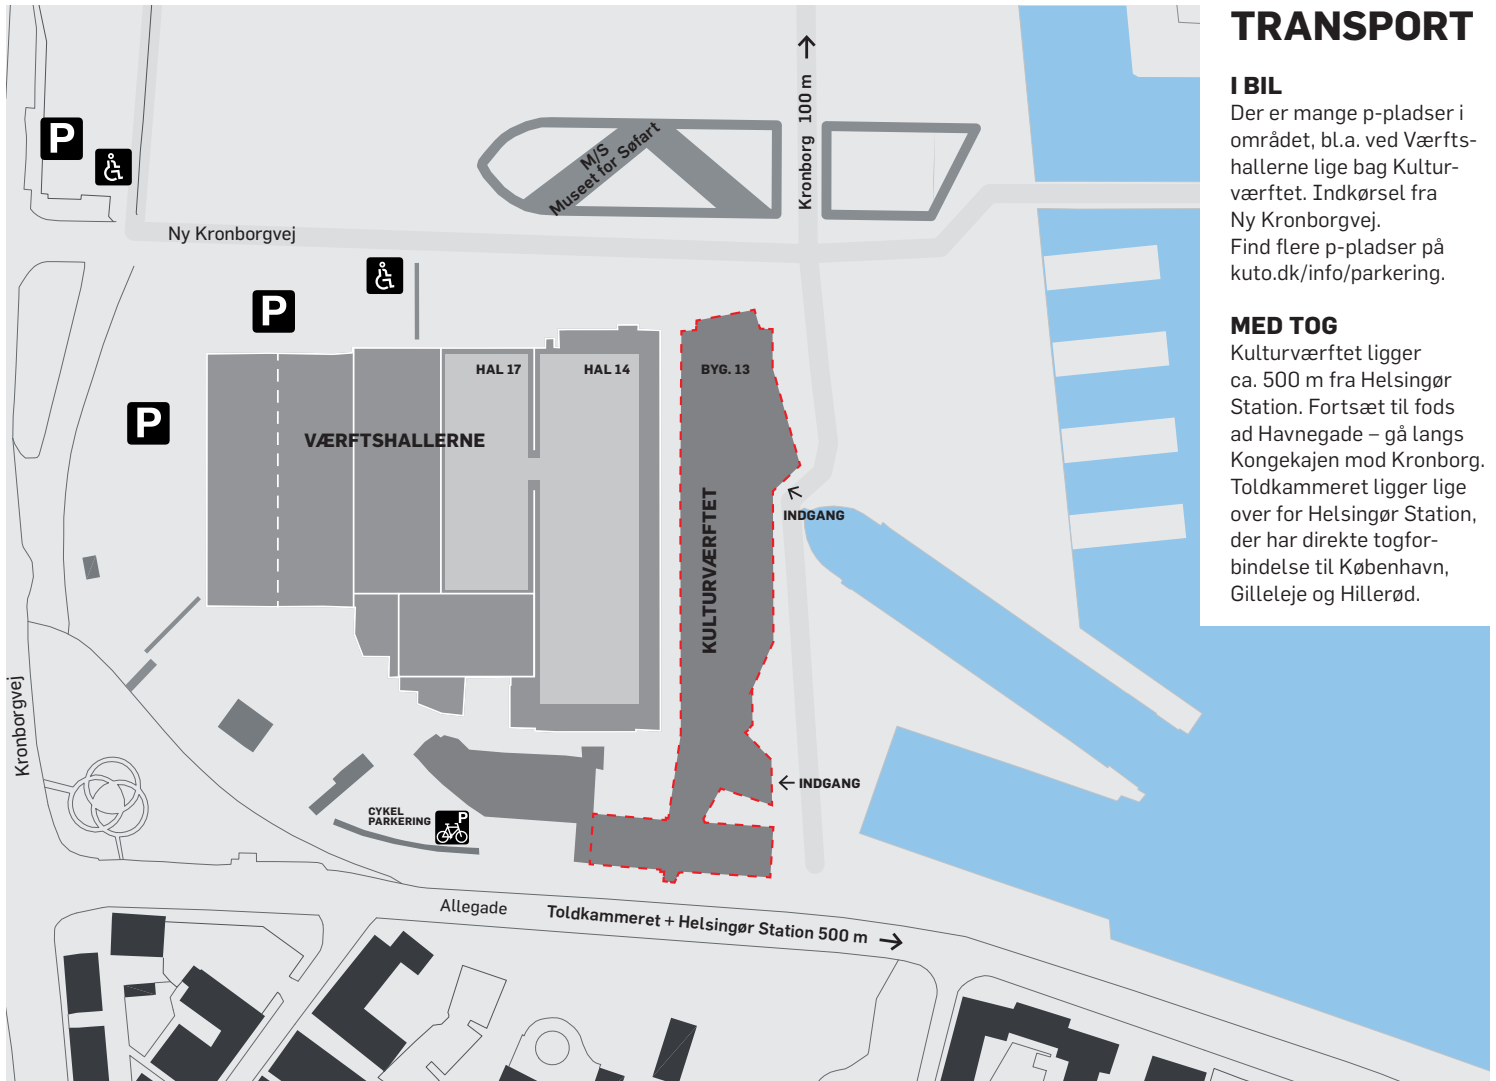 TRANSPORT
I BIL
Der er mange p-pladser i
området, bl.a. ved Værfts-
hallerne lige bag Kultur-
værftet. Indkørsel fra
Ny Kronborgvej.
Find flere p-pladser på
kuto.dk/info/parkering.
MED TOG
Kulturværftet ligger
ca. 500 m fra Helsingør
Station. Fortsæt til fods
ad Havnegade – gå langs
Kongekajen mod Kronborg.
Toldkammeret ligger lige
over for Helsingør Station,
der har direkte togfor-
bindelse til København,
Gilleleje og Hillerød.
Kronborg 100 m
P
M/S
Museet for Søfart
Ny Kronborgvej
P
HAL 17
HAL 14
BYG. 13
P
VÆRFTSHALLERNE
KULTURVÆRFTET
INDGANG
Kronborgvej
INDGANG
CYKEL
PARKERING
P
Allegade
Toldkammeret + Helsingør Station 500 m